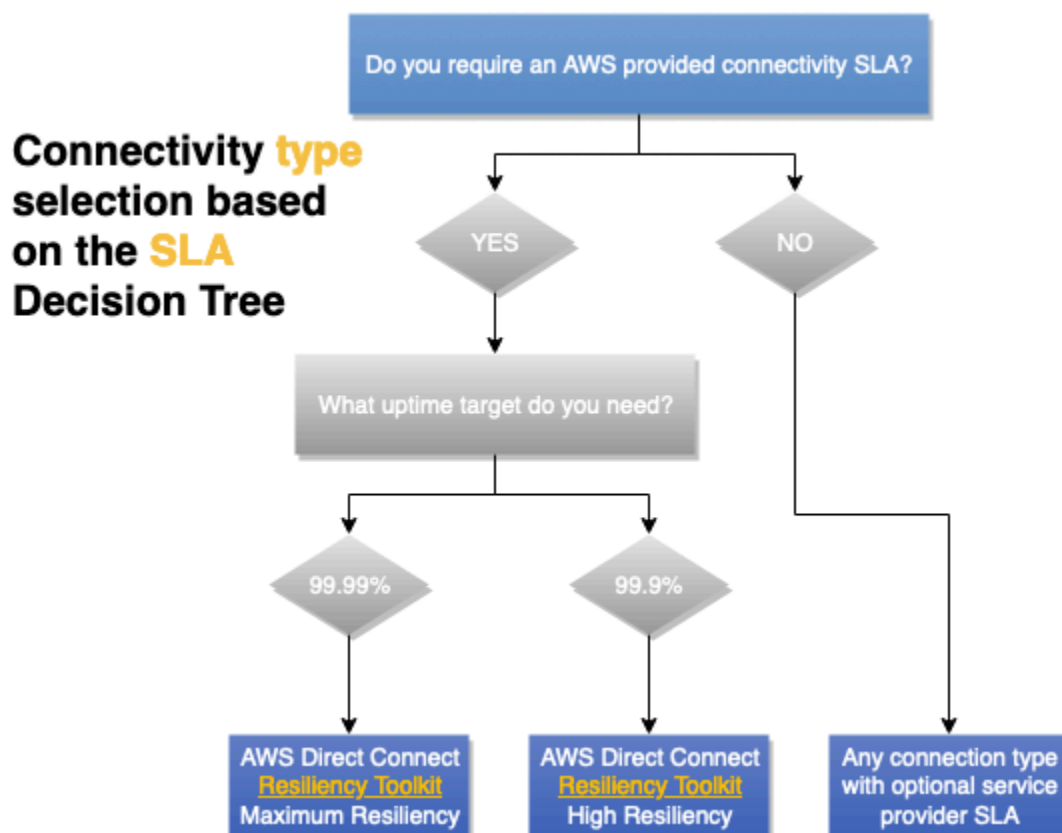 Do you require an AWS provided connectivity SLA?
Connectivity type
selection based
on the SLA
Decision Tree
YES
NO
What uptime target do you need?
99.99%
99.9%
AWS Direct Connect
Resiliency Toolkit
Maximum Resiliency
AWS Direct Connect
Resiliency Toolkit
High Resiliency
Any connection type
with optional service
provider SLA